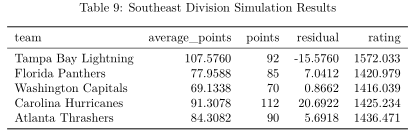 Table 9: Southeast Division Simulation Results
team average_points points residual rating
Tampa Bay Lightning 107.5760 92 -15.5760 1572.033
Florida Panthers 77.9588 85 7.0412 1420.979
Washington Capitals 69.1338 70 0.8662 1416.039
Carolina Hurricanes 91.3078 112 20.6922 1425.234
Atlanta Thrashers 84.3082 90 5.6918 1436.471